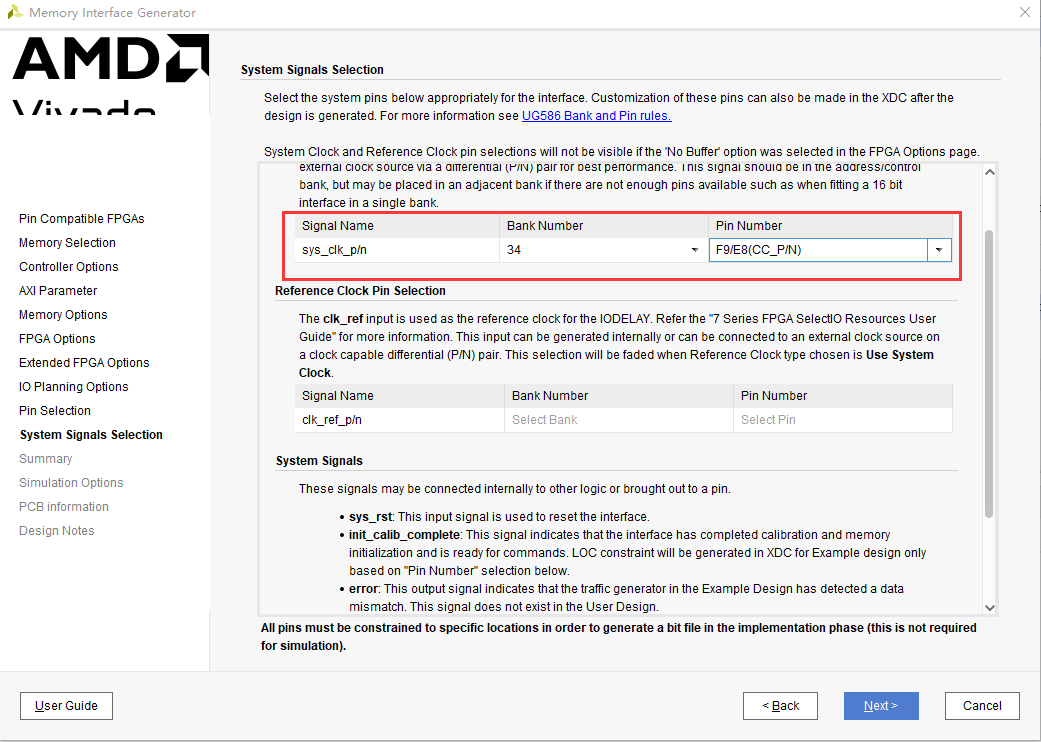 Memory Interface Generator
AMD
Vivado
Pin Compatible FPGAs
Memory Selection
Controller Options
AXI Parameter
Memory Options
FPGA Options
Extended FPGA Options
IO Planning Options
Pin Selection
System Signals Selection
Summary
Simulation Options
PCB information
Design Notes
System Signals Selection
Select the system pins below appropriately for the interface. Customization of these pins can also be made in the XDC after the
design is generated. For more information see UG586 Bank and Pin rules.
System Clock and Reference Clock pin selections will not be visible if the 'No Buffer' option was selected in the FPGA Options page.
external clock source via a differential (P/N) pair for best performance. This signal should be in the address/control
bank, but may be placed in an adjacent bank if there are not enough pins available such as when fitting a 16 bit
interface in a single bank.
Signal Name Bank Number Pin Number
sys_clk_p/n 34 F9/E8(CC_P/N)
Reference Clock Pin Selection
The clk_ref input is used as the reference clock for the IODELAY. Refer the "7 Series FPGA SelectIO Resources User
Guide" for more information. This input can be generated internally or can be connected to an external clock source on
a clock capable differential (P/N) pair. This selection will be faded when Reference Clock type chosen is Use System
Clock.
Signal Name Bank Number Pin Number
clk_ref_p/n Select Bank Select Pin
System Signals
These signals may be connected internally to other logic or brought out to a pin.
• sys_rst: This input signal is used to reset the interface.
• init_calib_complete: This signal indicates that the interface has completed calibration and memory
initialization and is ready for commands. LOC constraint will be generated in XDC for Example design only
based on "Pin Number" selection below.
• error: This output signal indicates that the traffic generator in the Example Design has detected a data
mismatch. This signal does not exist in the User Design.
All pins must be constrained to specific locations in order to generate a bit file in the implementation phase (this is not required
for simulation).
User Guide < Back Next > Cancel